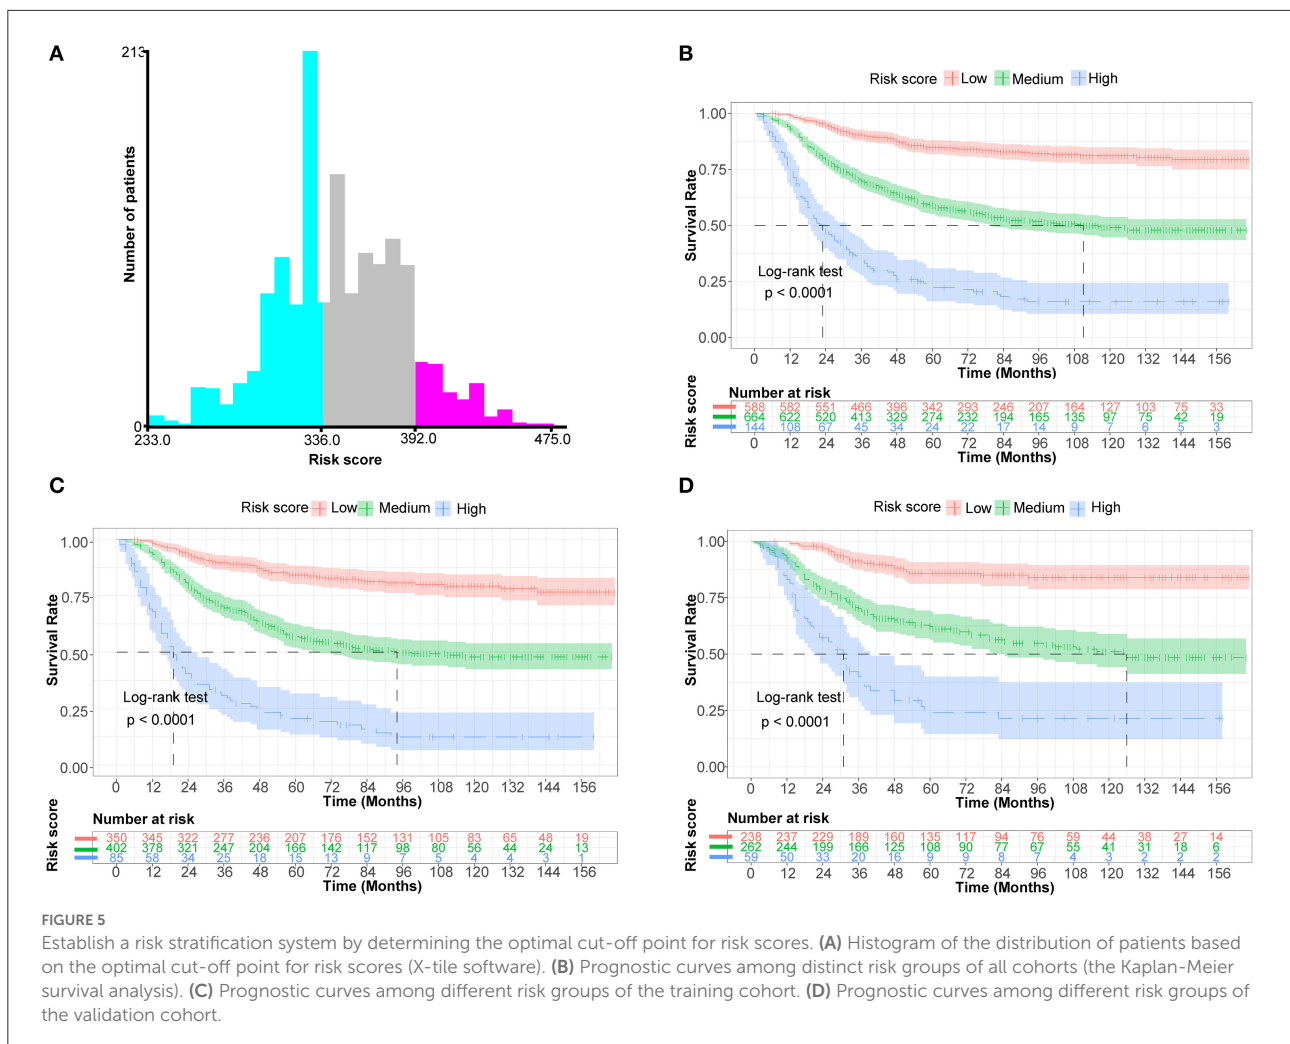 A
213
Number of patients
0
233.0 336.0 392.0 475.0
Risk score
B
Risk score Low Medium High
1.00
0.75
0.50
0.25
0.00
Survival Rate
Log-rank test
p < 0.0001
0 12 24 36 48 60 72 84 96 108 120 132 144 156
Time (Months)
Number at risk
Risk score
588 582 551 466 396 342 293 246 207 164 127 103 75 33
664 622 520 413 329 274 232 194 165 135 97 75 42 19
144 108 67 45 34 24 22 17 14 9 7 6 5 3
0 12 24 36 48 60 72 84 96 108 120 132 144 156
Time (Months)
C
Risk score Low Medium High
1.00
0.75
0.50
0.25
0.00
Survival Rate
Log-rank test
p < 0.0001
0 12 24 36 48 60 72 84 96 108 120 132 144 156
Time (Months)
Number at risk
Risk score
350 345 322 277 236 207 176 152 131 105 83 65 48 19
402 378 321 247 204 166 142 117 98 80 56 44 24 13
85 58 34 25 18 15 13 9 7 5 4 4 3 1
0 12 24 36 48 60 72 84 96 108 120 132 144 156
Time (Months)
D
Risk score Low Medium High
1.00
0.75
0.50
0.25
0.00
Survival Rate
Log-rank test
p < 0.0001
0 12 24 36 48 60 72 84 96 108 120 132 144 156
Time (Months)
Number at risk
Risk score
238 237 229 189 160 135 117 94 76 59 44 38 27 14
262 244 199 166 125 108 90 77 67 55 41 31 18 6
59 50 33 20 16 9 9 8 7 4 3 2 2 2
0 12 24 36 48 60 72 84 96 108 120 132 144 156
Time (Months)
FIGURE 5
Establish a risk stratification system by determining the optimal cut-off point for risk scores. (A) Histogram of the distribution of patients based
on the optimal cut-off point for risk scores (X-tile software). (B) Prognostic curves among distinct risk groups of all cohorts (the Kaplan-Meier
survival analysis). (C) Prognostic curves among different risk groups of the training cohort. (D) Prognostic curves among different risk groups of
the validation cohort.